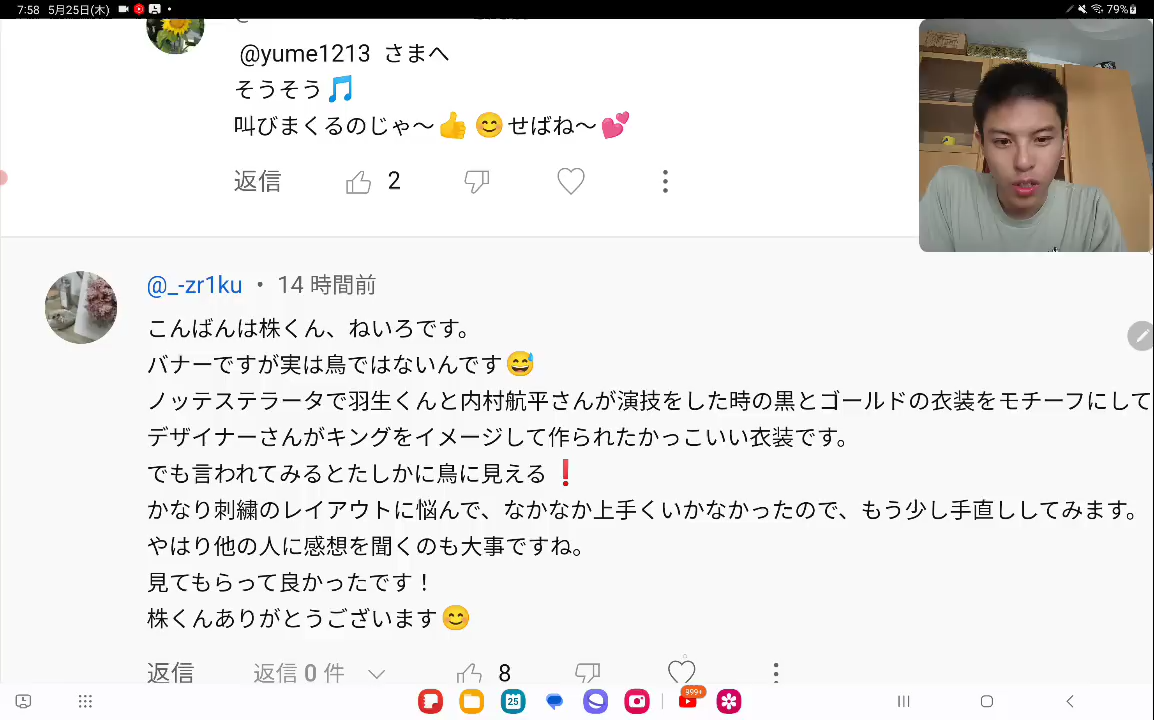 7:58 5月25日(木)
79%
@yume1213 さまへ
そうそう🎵
叫びまくるのじゃ〜👍😊せばね〜💕
返信 2
@_-zr1ku • 14 時間前
こんばんは株くん、ねいろです。
バナーですが実は鳥ではないんです😅
ノッテステラータで羽生くんと内村航平さんが演技をした時の黒とゴールドの衣装をモチーフにして
デザイナーさんがキングをイメージして作られたかっこいい衣装です。
でも言われてみるとたしかに鳥に見える❗
かなり刺繍のレイアウトに悩んで、なかなか上手くいかなかったので、もう少し手直ししてみます。
やはり他の人に感想を聞くのも大事ですね。
見てもらって良かったです！
株くんありがとうございます😊
返信 返信 0 件 8
25
999+